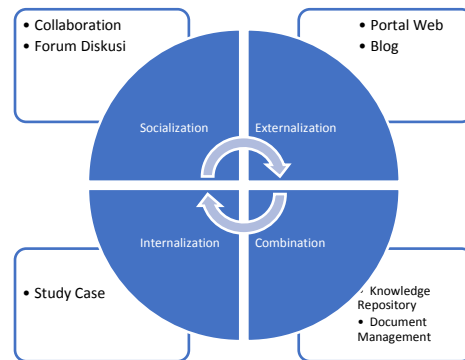 • Collaboration
• Forum Diskusi
• Portal Web
• Blog
Socialization
Externalization
Internalization
Combination
• Study Case
• Knowledge
Repository
• Document
Management